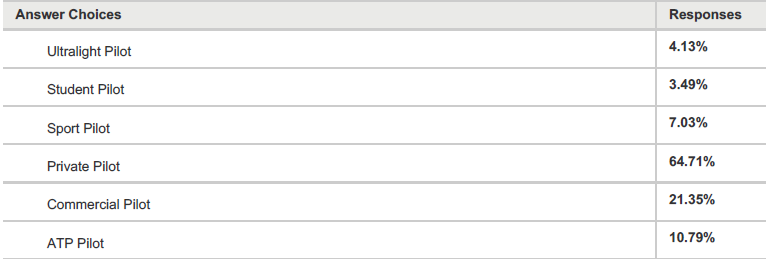 Answer Choices Responses
Ultralight Pilot 4.13%
Student Pilot 3.49%
Sport Pilot 7.03%
Private Pilot 64.71%
Commercial Pilot 21.35%
ATP Pilot 10.79%